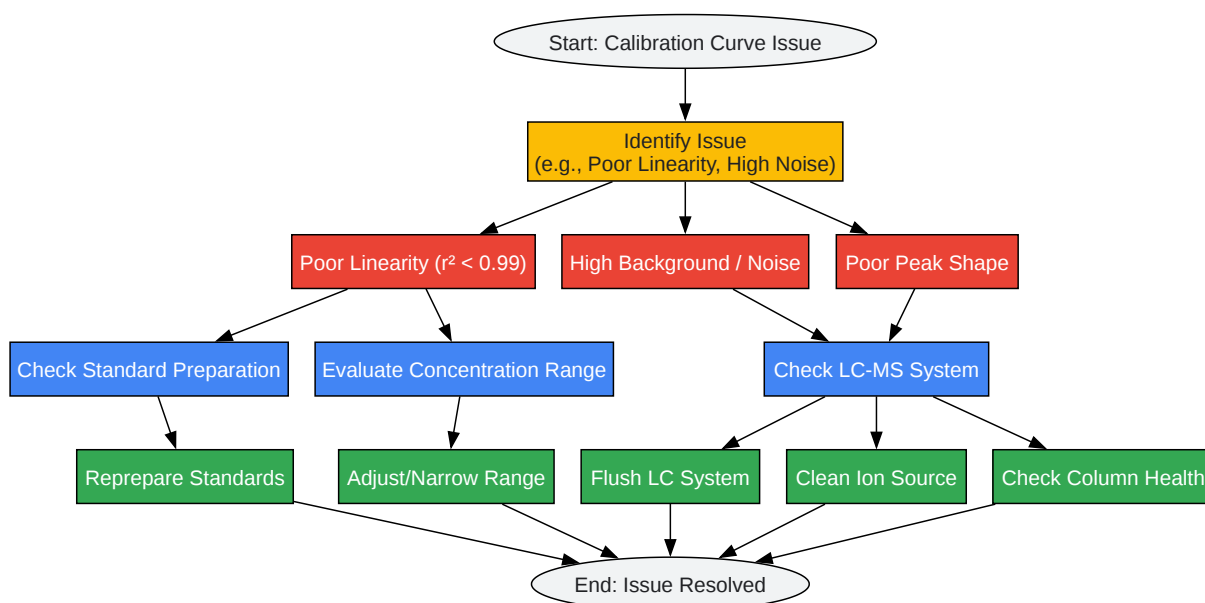 Start: Calibration Curve Issue
Identify Issue
(e.g., Poor Linearity, High Noise)
Poor Linearity (r² < 0.99)
High Background / Noise
Poor Peak Shape
Check Standard Preparation
Evaluate Concentration Range
Check LC-MS System
Reprepare Standards
Adjust/Narrow Range
Flush LC System
Clean Ion Source
Check Column Health
End: Issue Resolved